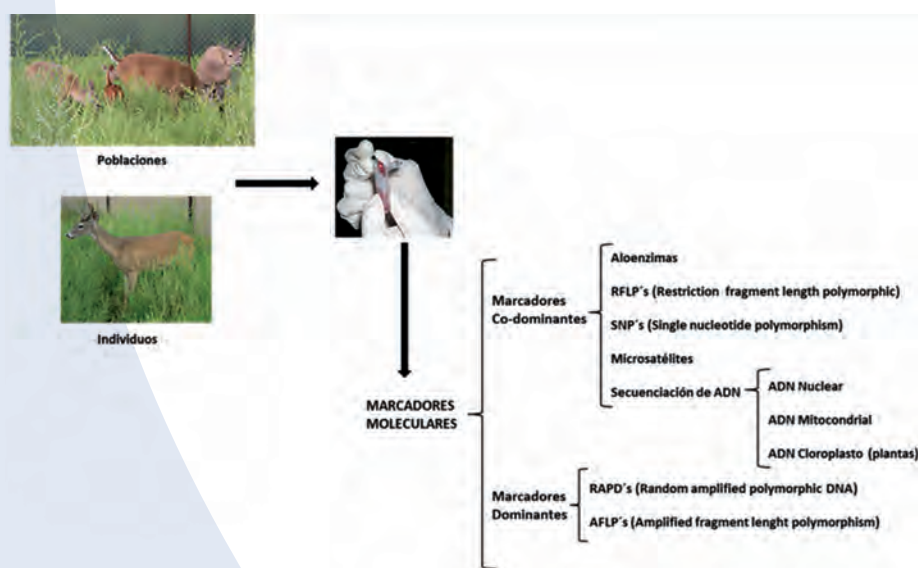 Poblaciones
Individuos
MARCADORES
MOLECULARES
Marcadores
Co-dominantes
Aloenzimas
RFLP´s (Restriction fragment length polymorphic)
SNP´s (Single nucleotide polymorphism)
Microsatélites
Secuenciación de ADN
ADN Nuclear
ADN Mitocondrial
ADN Cloroplasto (plantas)
Marcadores
Dominantes
RAPD´s (Random amplified polymorphic DNA)
AFLP´s (Amplified fragment lenght polymorphism)